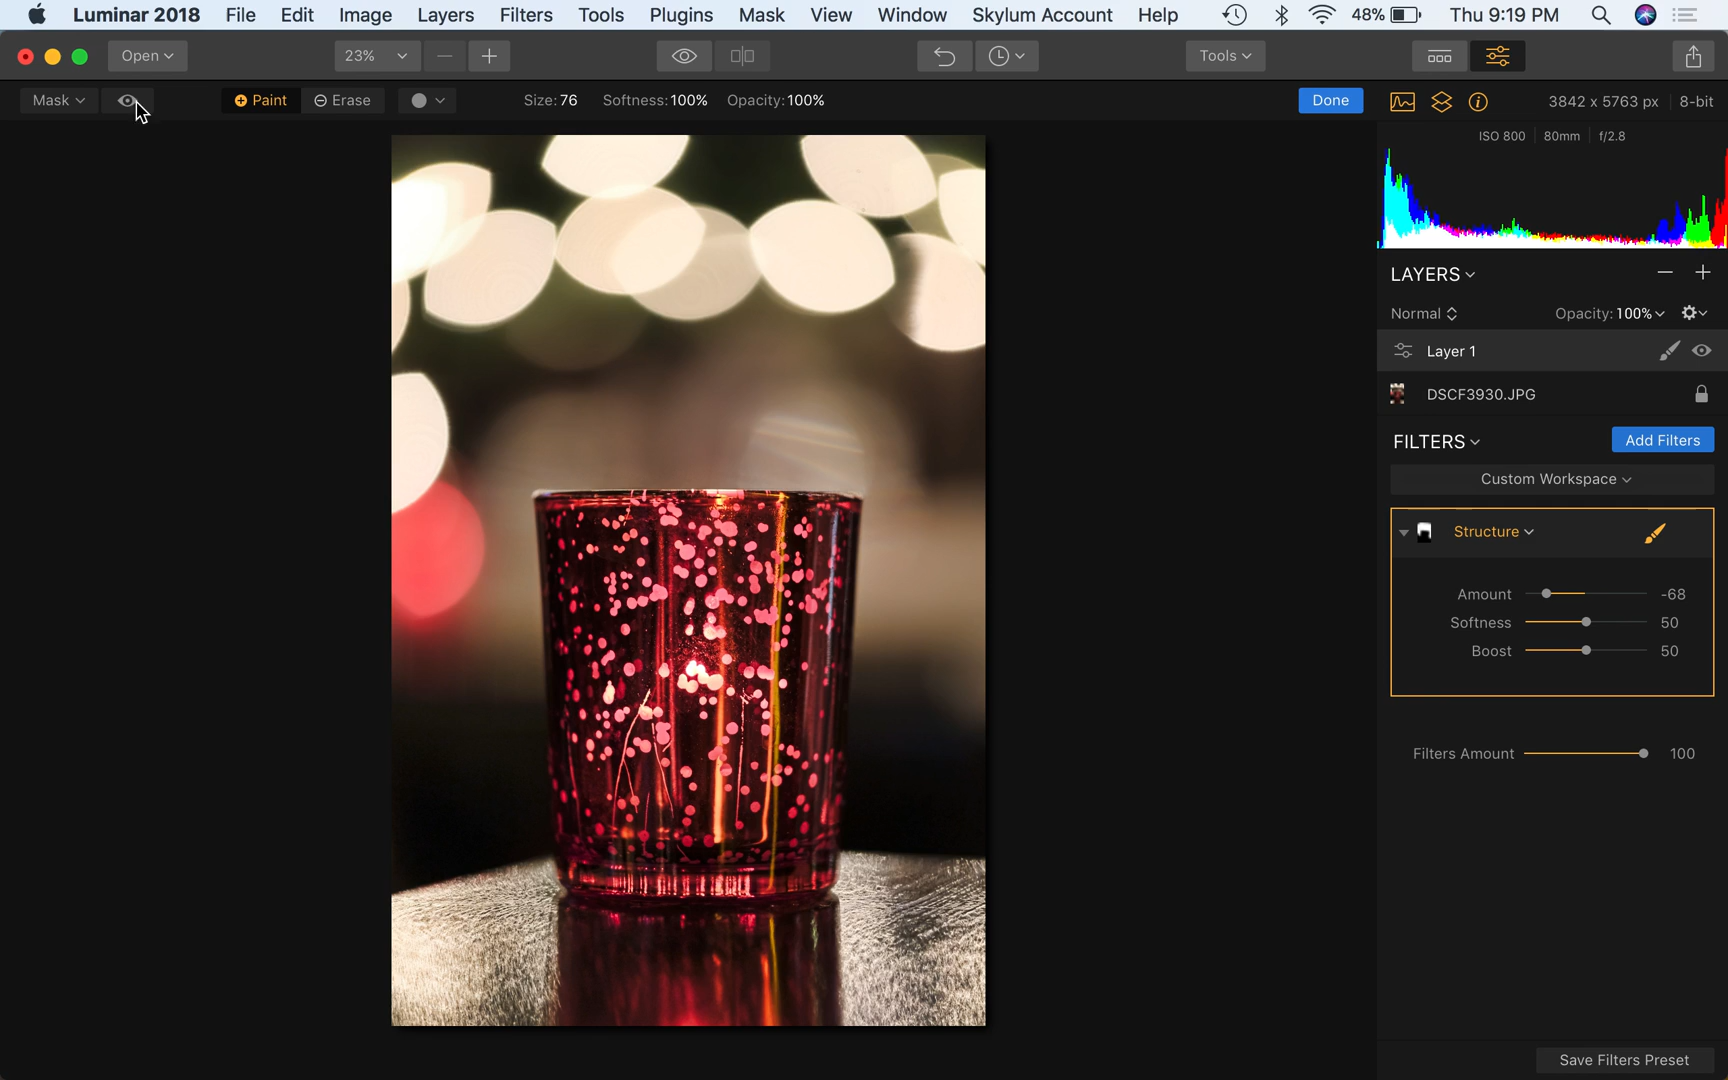 Luminar 2018 File Edit Image Layers Filters Tools Plugins Mask View Window Skylum Account Help 48% Thu 9:19 PM
Open 23% Tools
Mask Paint Erase Size: 76 Softness: 100% Opacity: 100% Done 3842 x 5763 px 8-bit
ISO 800 80mm f/2.8
LAYERS
Normal Opacity: 100%
Layer 1
DSCF3930.JPG
FILTERS Add Filters
Custom Workspace
Structure
Amount -68
Softness 50
Boost 50
Filters Amount 100
Save Filters Preset